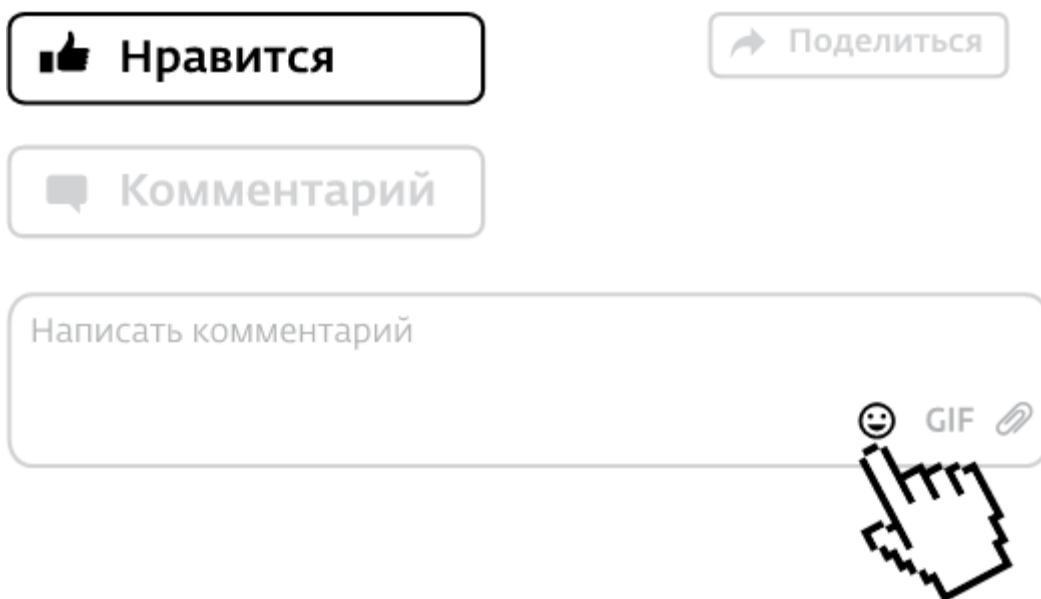 Нравится
Поделиться
Комментарий
Написать комментарий
GIF